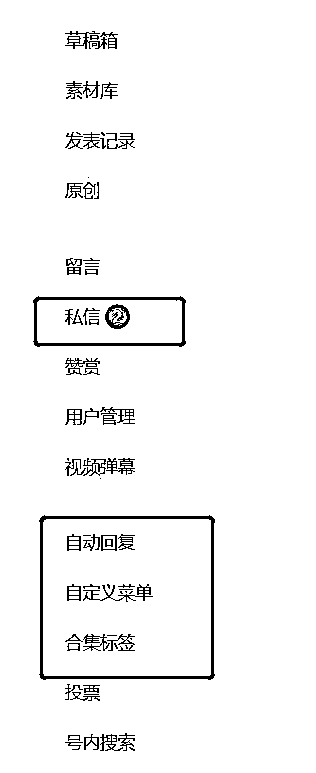 草稿箱
素材库
发表记录
原创
留言
私信 2
赞赏
用户管理
视频弹幕
自动回复
自定义菜单
合集标签
投票
号内搜索